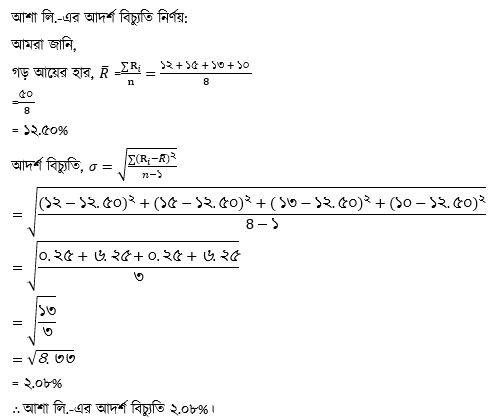 আশা লি.-এর আদর্শ বিচ্যুতি নির্ণয়:
আমরা জানি,
গড় আয়ের হার, R̄ = ∑Rᵢ/n = (১২ + ১৫ + ১৩ + ১০)/৪
= ৫০/৪
= ১২.৫০%
আদর্শ বিচ্যুতি, σ = √(∑(Rᵢ−R̄)²/(n−১))
= √(((১২ − ১২.৫০)² + (১৫ − ১২.৫০)² + (১৩ − ১২.৫০)² + (১০ − ১২.৫০)²)/(৪ − ১))
= √((০.২৫ + ৬.২৫ + ০.২৫ + ৬.২৫)/৩)
= √(১৩/৩)
= √৪.৩৩
= ২.০৮%
∴ আশা লি.-এর আদর্শ বিচ্যুতি ২.০৮%।